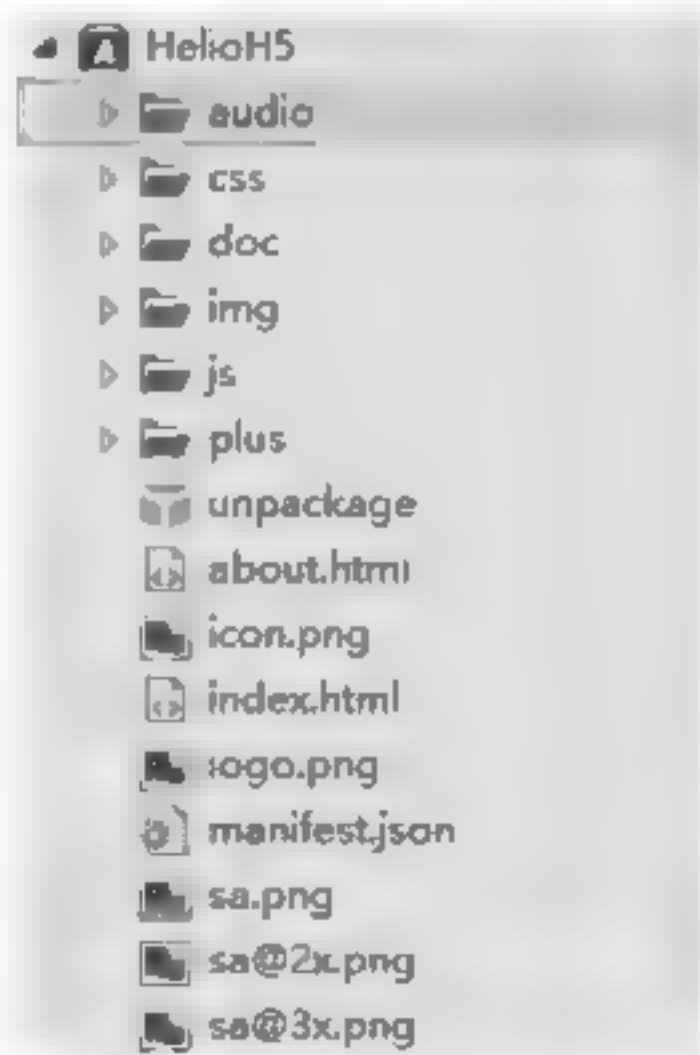 HelioH5
audio
css
doc
img
js
plus
unpackage
about.html
icon.png
index.html
logo.png
manifest.json
sa.png
sa@2x.png
sa@3x.png